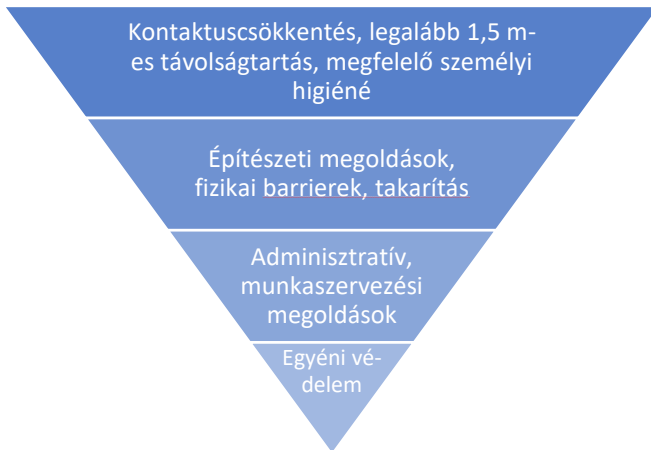 Kontaktuscsökkentés, legalább 1,5 m-
es távolságtartás, megfelelő személyi
higiéné
Építészeti megoldások,
fizikai barrierek, takarítás
Adminisztratív,
munkaszervezési
megoldások
Egyéni vé-
delem